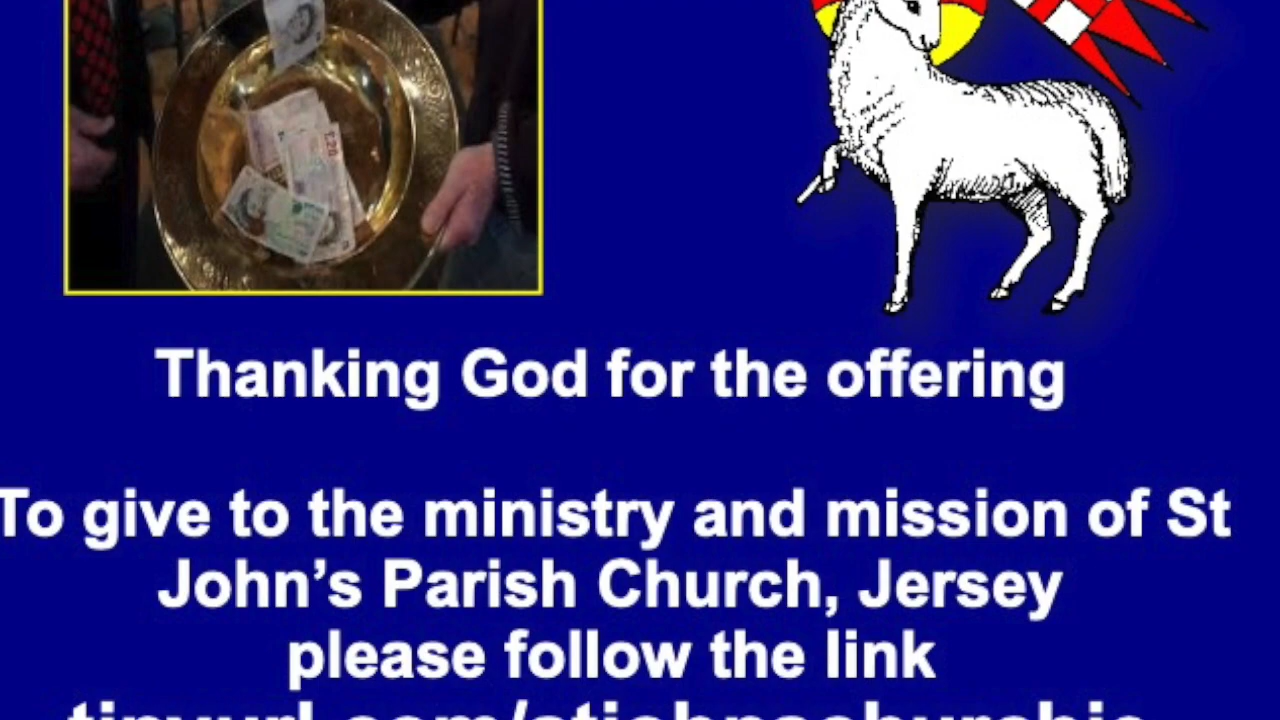 £20
Thanking God for the offering
To give to the ministry and mission of St
John’s Parish Church, Jersey
please follow the link